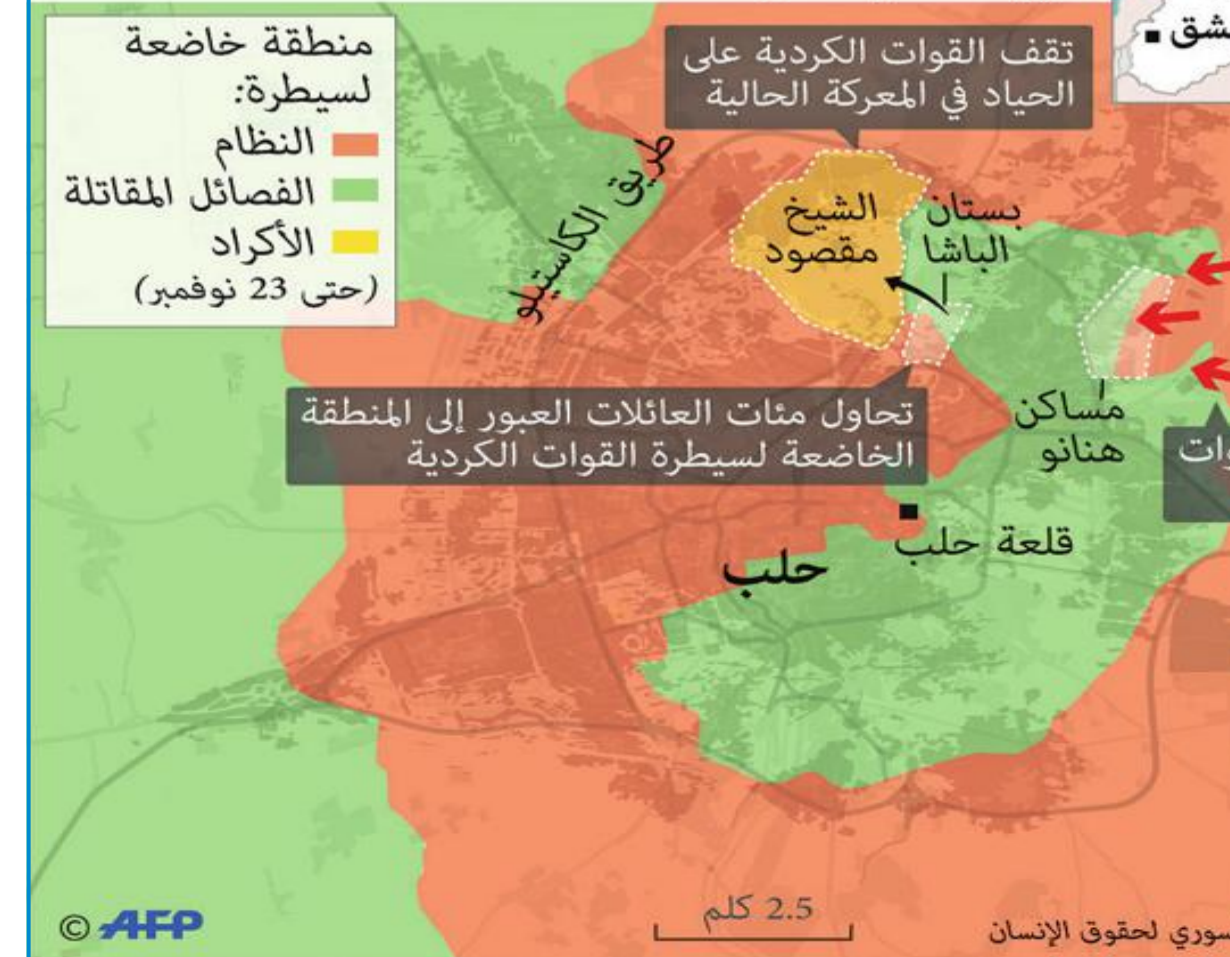 منطقة خاضعة
لسيطرة:
النظام
الفصائل المقاتلة
الأكراد
(حتى 23 نوفمبر)
تقف القوات الكردية على
الحياد في المعركة الحالية
طريق الكاستيلو
الشيخ
مقصود
بستان
الباشا
تحاول مئات العائلات العبور إلى المنطقة
الخاضعة لسيطرة القوات الكردية
مساكن
هنانو
قلعة حلب
حلب
2.5 كلم
© AFP
لحقوق الإنسان